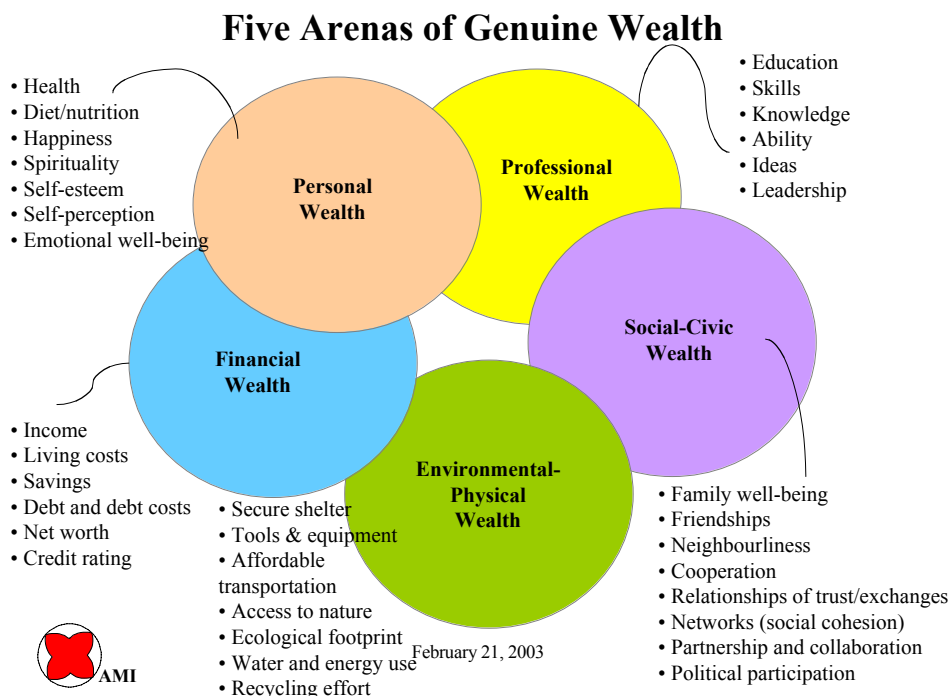 Five Arenas of Genuine Wealth
• Health
• Diet/nutrition
• Happiness
• Spirituality
• Self-esteem
• Self-perception
• Emotional well-being
Personal
Wealth
Professional
Wealth
• Education
• Skills
• Knowledge
• Ability
• Ideas
• Leadership
Financial
Wealth
Social-Civic
Wealth
Environmental-
Physical
Wealth
• Income
• Living costs
• Savings
• Debt and debt costs
• Net worth
• Credit rating
• Secure shelter
• Tools & equipment
• Affordable
transportation
• Access to nature
• Ecological footprint
• Water and energy use
• Recycling effort
• Family well-being
• Friendships
• Neighbourliness
• Cooperation
• Relationships of trust/exchanges
• Networks (social cohesion)
• Partnership and collaboration
• Political participation
February 21, 2003
AMI